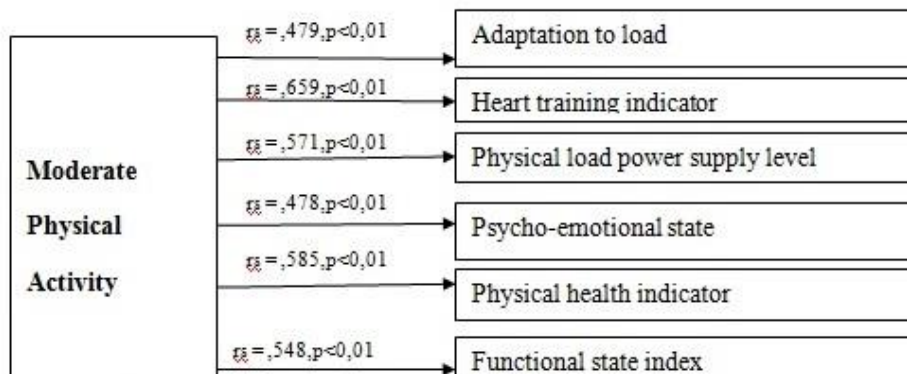 rs = ,479,p<0,01
Adaptation to load
rs = ,659,p<0,01
Heart training indicator
rs = ,571,p<0,01
Physical load power supply level
Moderate
Physical
Activity
rs = ,478,p<0,01
Psycho-emotional state
rs = ,585,p<0,01
Physical health indicator
rs = ,548,p<0,01
Functional state index